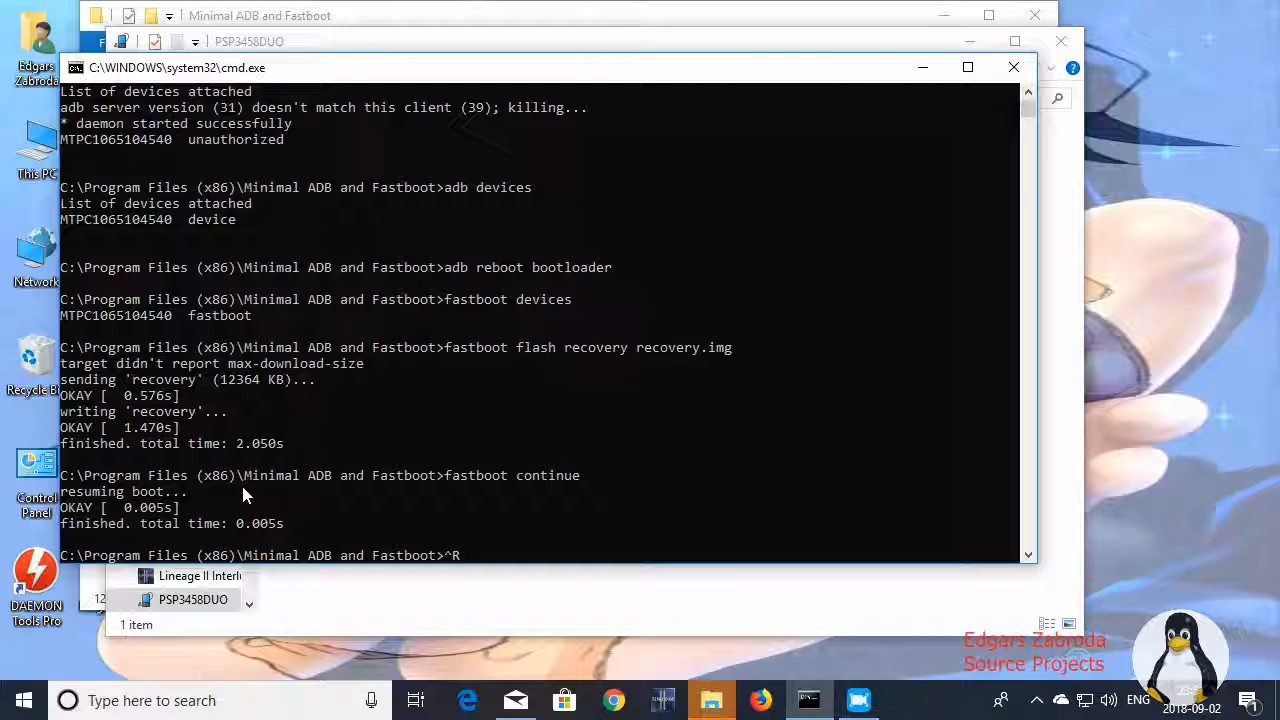 Minimal ADB and Fastboot
PSP3458DUO
C:\WINDOWS\system32\cmd.exe
List of devices attached
adb server version (31) doesn't match this client (39); killing...
* daemon started successfully
MTPC1065104540  unauthorized
C:\Program Files (x86)\Minimal ADB and Fastboot>adb devices
List of devices attached
MTPC1065104540  device
C:\Program Files (x86)\Minimal ADB and Fastboot>adb reboot bootloader
C:\Program Files (x86)\Minimal ADB and Fastboot>fastboot devices
MTPC1065104540  fastboot
C:\Program Files (x86)\Minimal ADB and Fastboot>fastboot flash recovery recovery.img
target didn't report max-download-size
sending 'recovery' (12364 KB)...
OKAY [  0.576s]
writing 'recovery'...
OKAY [  1.470s]
finished. total time: 2.050s
C:\Program Files (x86)\Minimal ADB and Fastboot>fastboot continue
resuming boot...
OKAY [  0.005s]
finished. total time: 0.005s
C:\Program Files (x86)\Minimal ADB and Fastboot>^R
Edgars
Zabroda
This PC
Network
Recycle Bi
Control
Panel
DAEMON
Tools Pro
F
Lineage II Interl
PSP3458DUO
12
1 item
Edgars Zabroda
Source Projects
Type here to search
ENG
2018-09-02
1